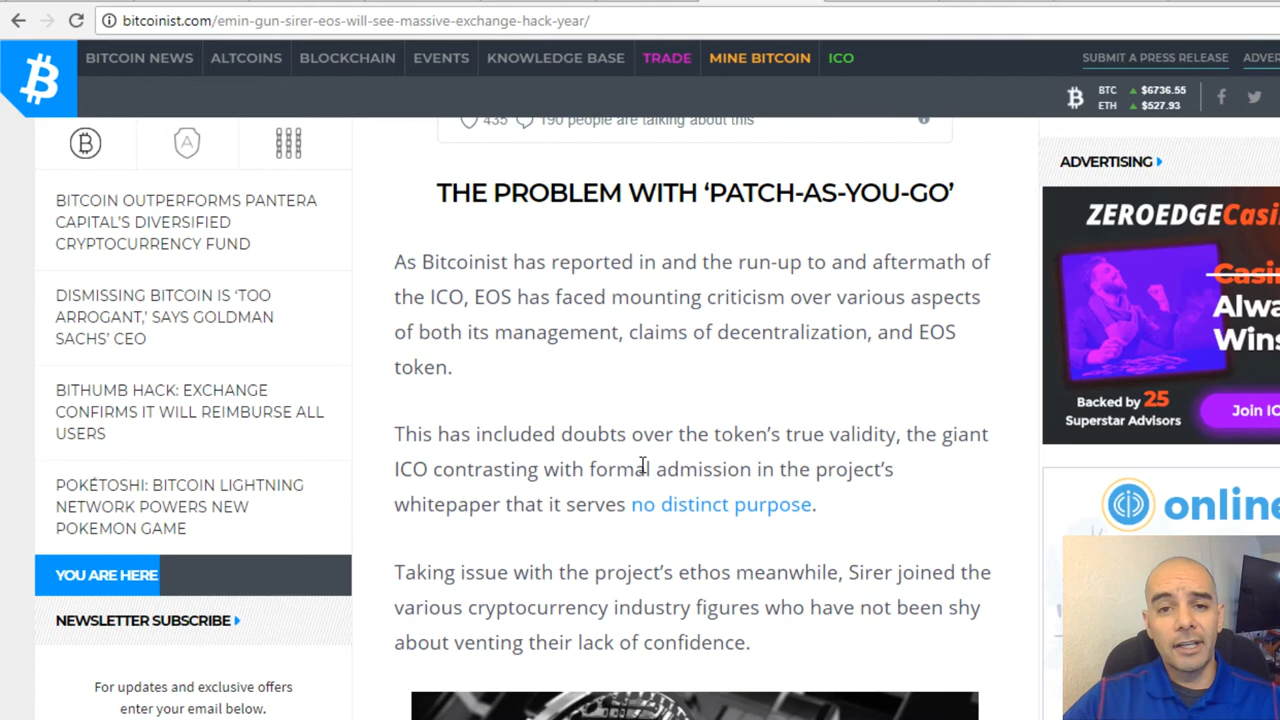 bitcoinist.com/emin-gun-sirer-eos-will-see-massive-exchange-hack-year/
BITCOIN NEWS
ALTCOINS
BLOCKCHAIN
EVENTS
KNOWLEDGE BASE
TRADE
MINE BITCOIN
ICO
SUBMIT A PRESS RELEASE
BTC ▲ $6736.55
ETH ▲ $527.93
BITCOIN OUTPERFORMS PANTERA
CAPITAL'S DIVERSIFIED
CRYPTOCURRENCY FUND
DISMISSING BITCOIN IS 'TOO
ARROGANT,' SAYS GOLDMAN
SACHS' CEO
BITHUMB HACK: EXCHANGE
CONFIRMS IT WILL REIMBURSE ALL
USERS
POKÉTOSHI: BITCOIN LIGHTNING
NETWORK POWERS NEW
POKEMON GAME
YOU ARE HERE
NEWSLETTER SUBSCRIBE
For updates and exclusive offers
enter your email below.
435 190 people are talking about this
THE PROBLEM WITH 'PATCH-AS-YOU-GO'
As Bitcoinist has reported in and the run-up to and aftermath of
the ICO, EOS has faced mounting criticism over various aspects
of both its management, claims of decentralization, and EOS
token.
This has included doubts over the token's true validity, the giant
ICO contrasting with formal admission in the project's
whitepaper that it serves no distinct purpose.
Taking issue with the project's ethos meanwhile, Sirer joined the
various cryptocurrency industry figures who have not been shy
about venting their lack of confidence.
ADVERTISING
ZEROEDGE
Wins
Backed by 25
Superstar Advisors
Join
online